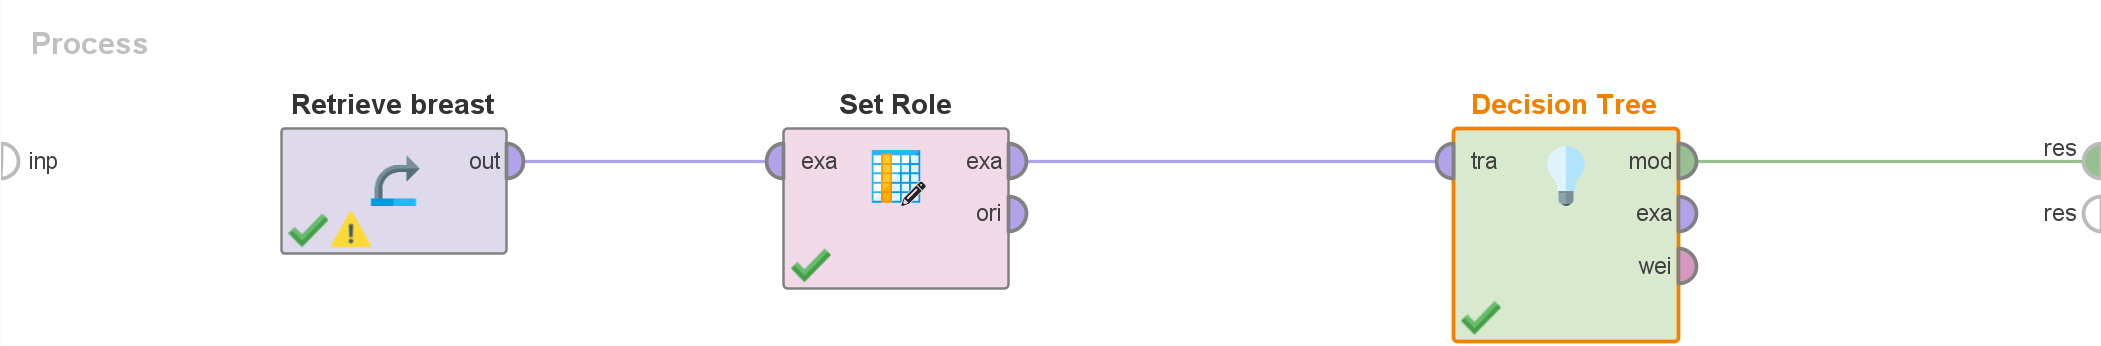 Process
Retrieve breast
Set Role
Decision Tree
inp
out
exa
exa
tra
mod
res
ori
exa
res
wei